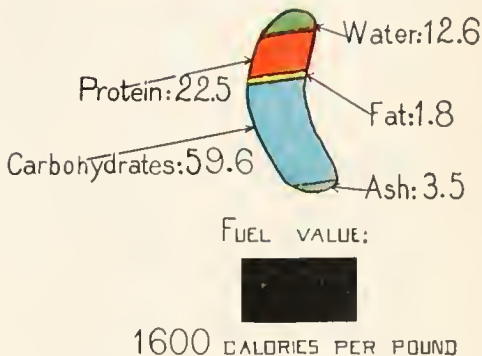 Water: 12.6
Protein: 22.5
Fat: 1.8
Carbohydrates: 59.6
Ash: 3.5
FUEL VALUE:
1600 CALORIES PER POUND